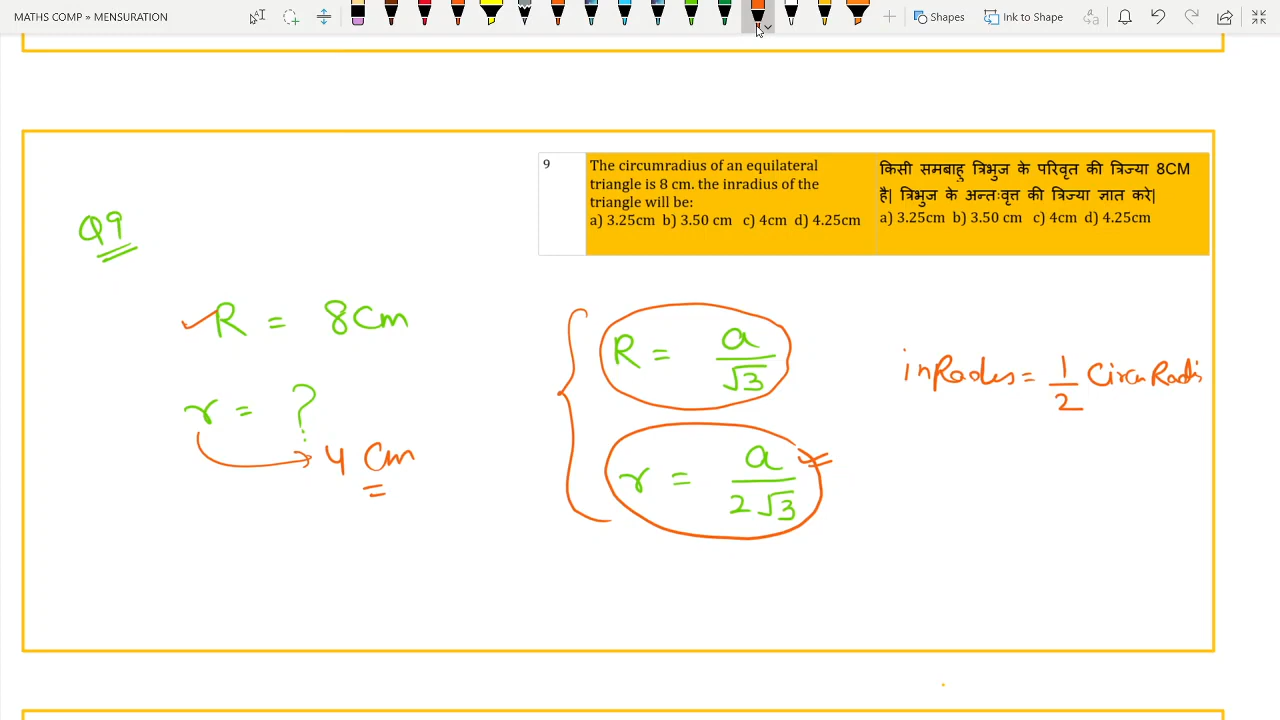 MATHS COMP » MENSURATION
Shapes
Ink to Shape
9
The circumradius of an equilateral
triangle is 8 cm. the inradius of the
triangle will be:
a) 3.25cm b) 3.50 cm c) 4cm d) 4.25cm
किसी समबाहु त्रिभुज के परिवृत की त्रिज्या 8CM
है| त्रिभुज के अन्तःवृत्त की त्रिज्या ज्ञात करे|
a) 3.25cm b) 3.50 cm c) 4cm d) 4.25cm
Q9
R = 8Cm
r = ?
4 Cm
R = a/√3
r = a/2√3
inRades = 1/2 CircuRadis